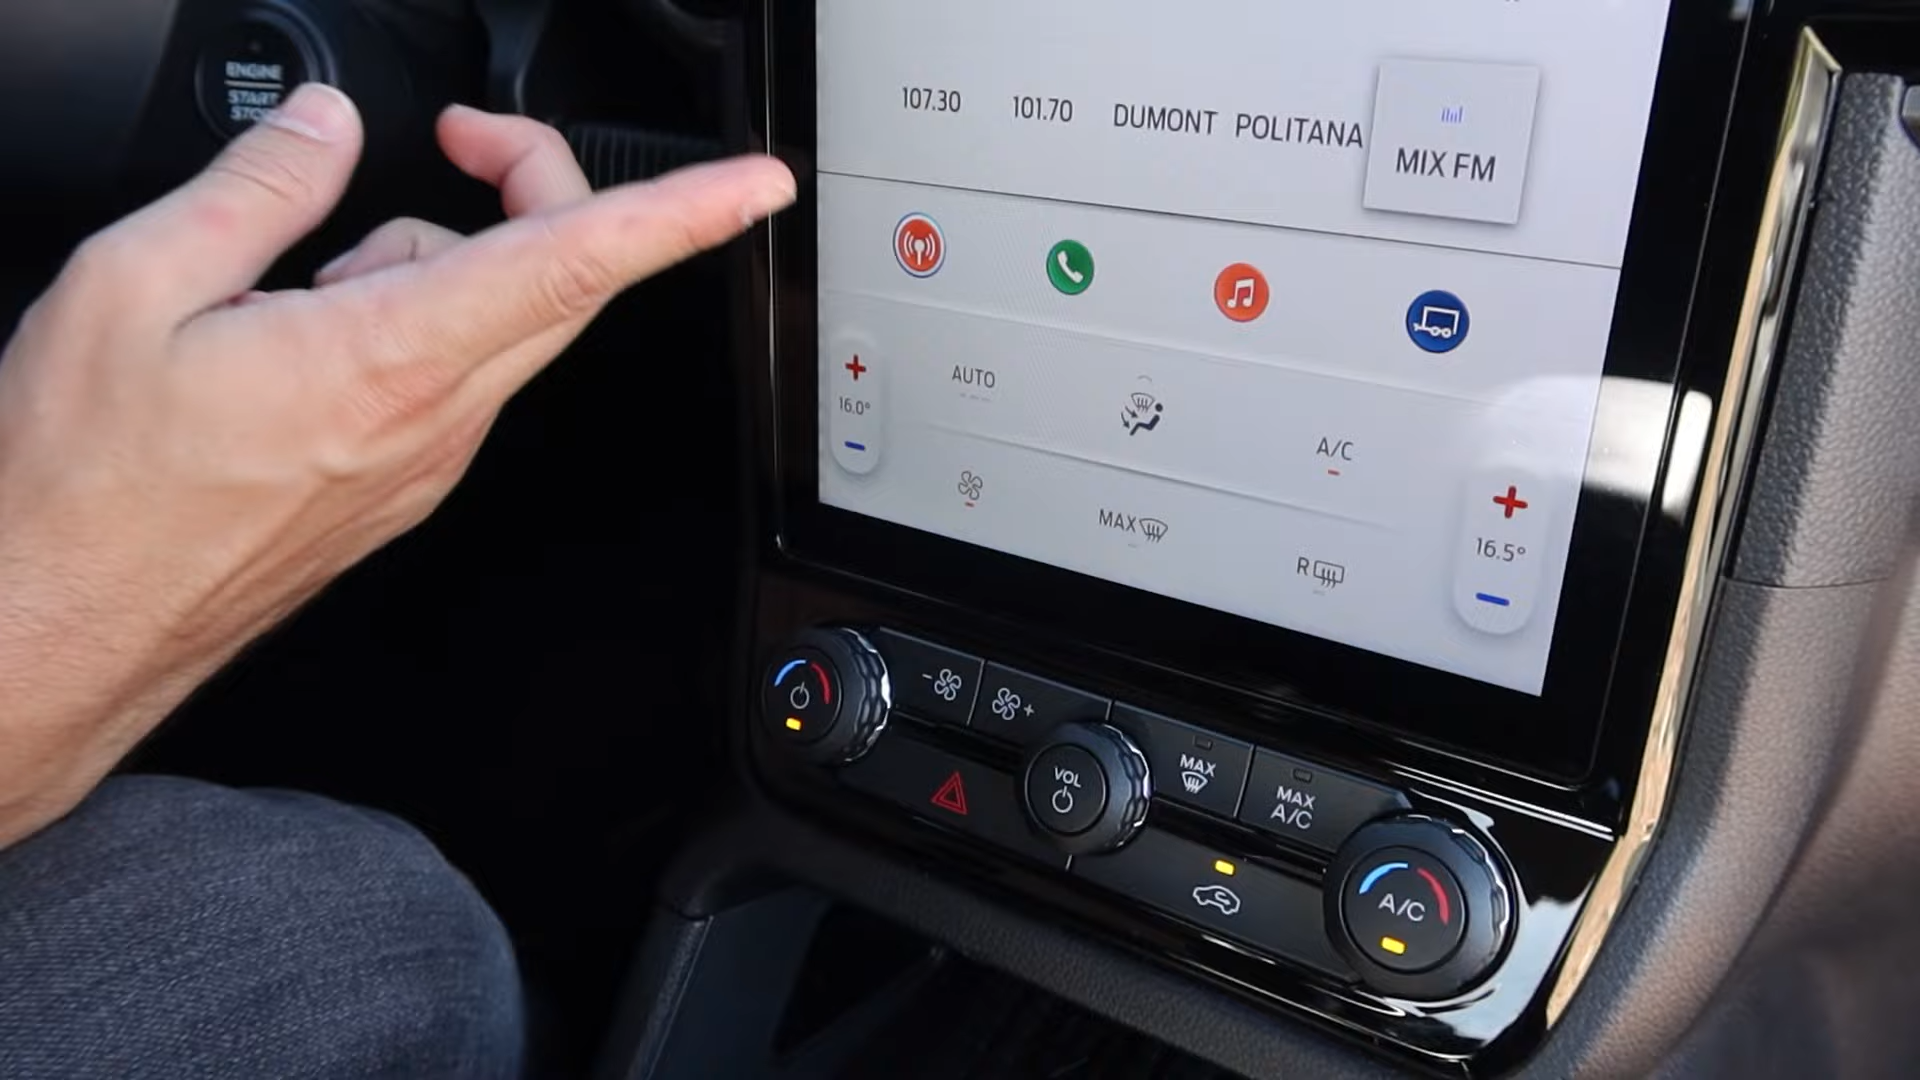 ENGINE
START
STOP
107.30 101.70 DUMONT POLITANA MIX FM
16.0°
AUTO
A/C
MAX
R
16.5°
- +
VOL
MAX
MAX
A/C
A/C